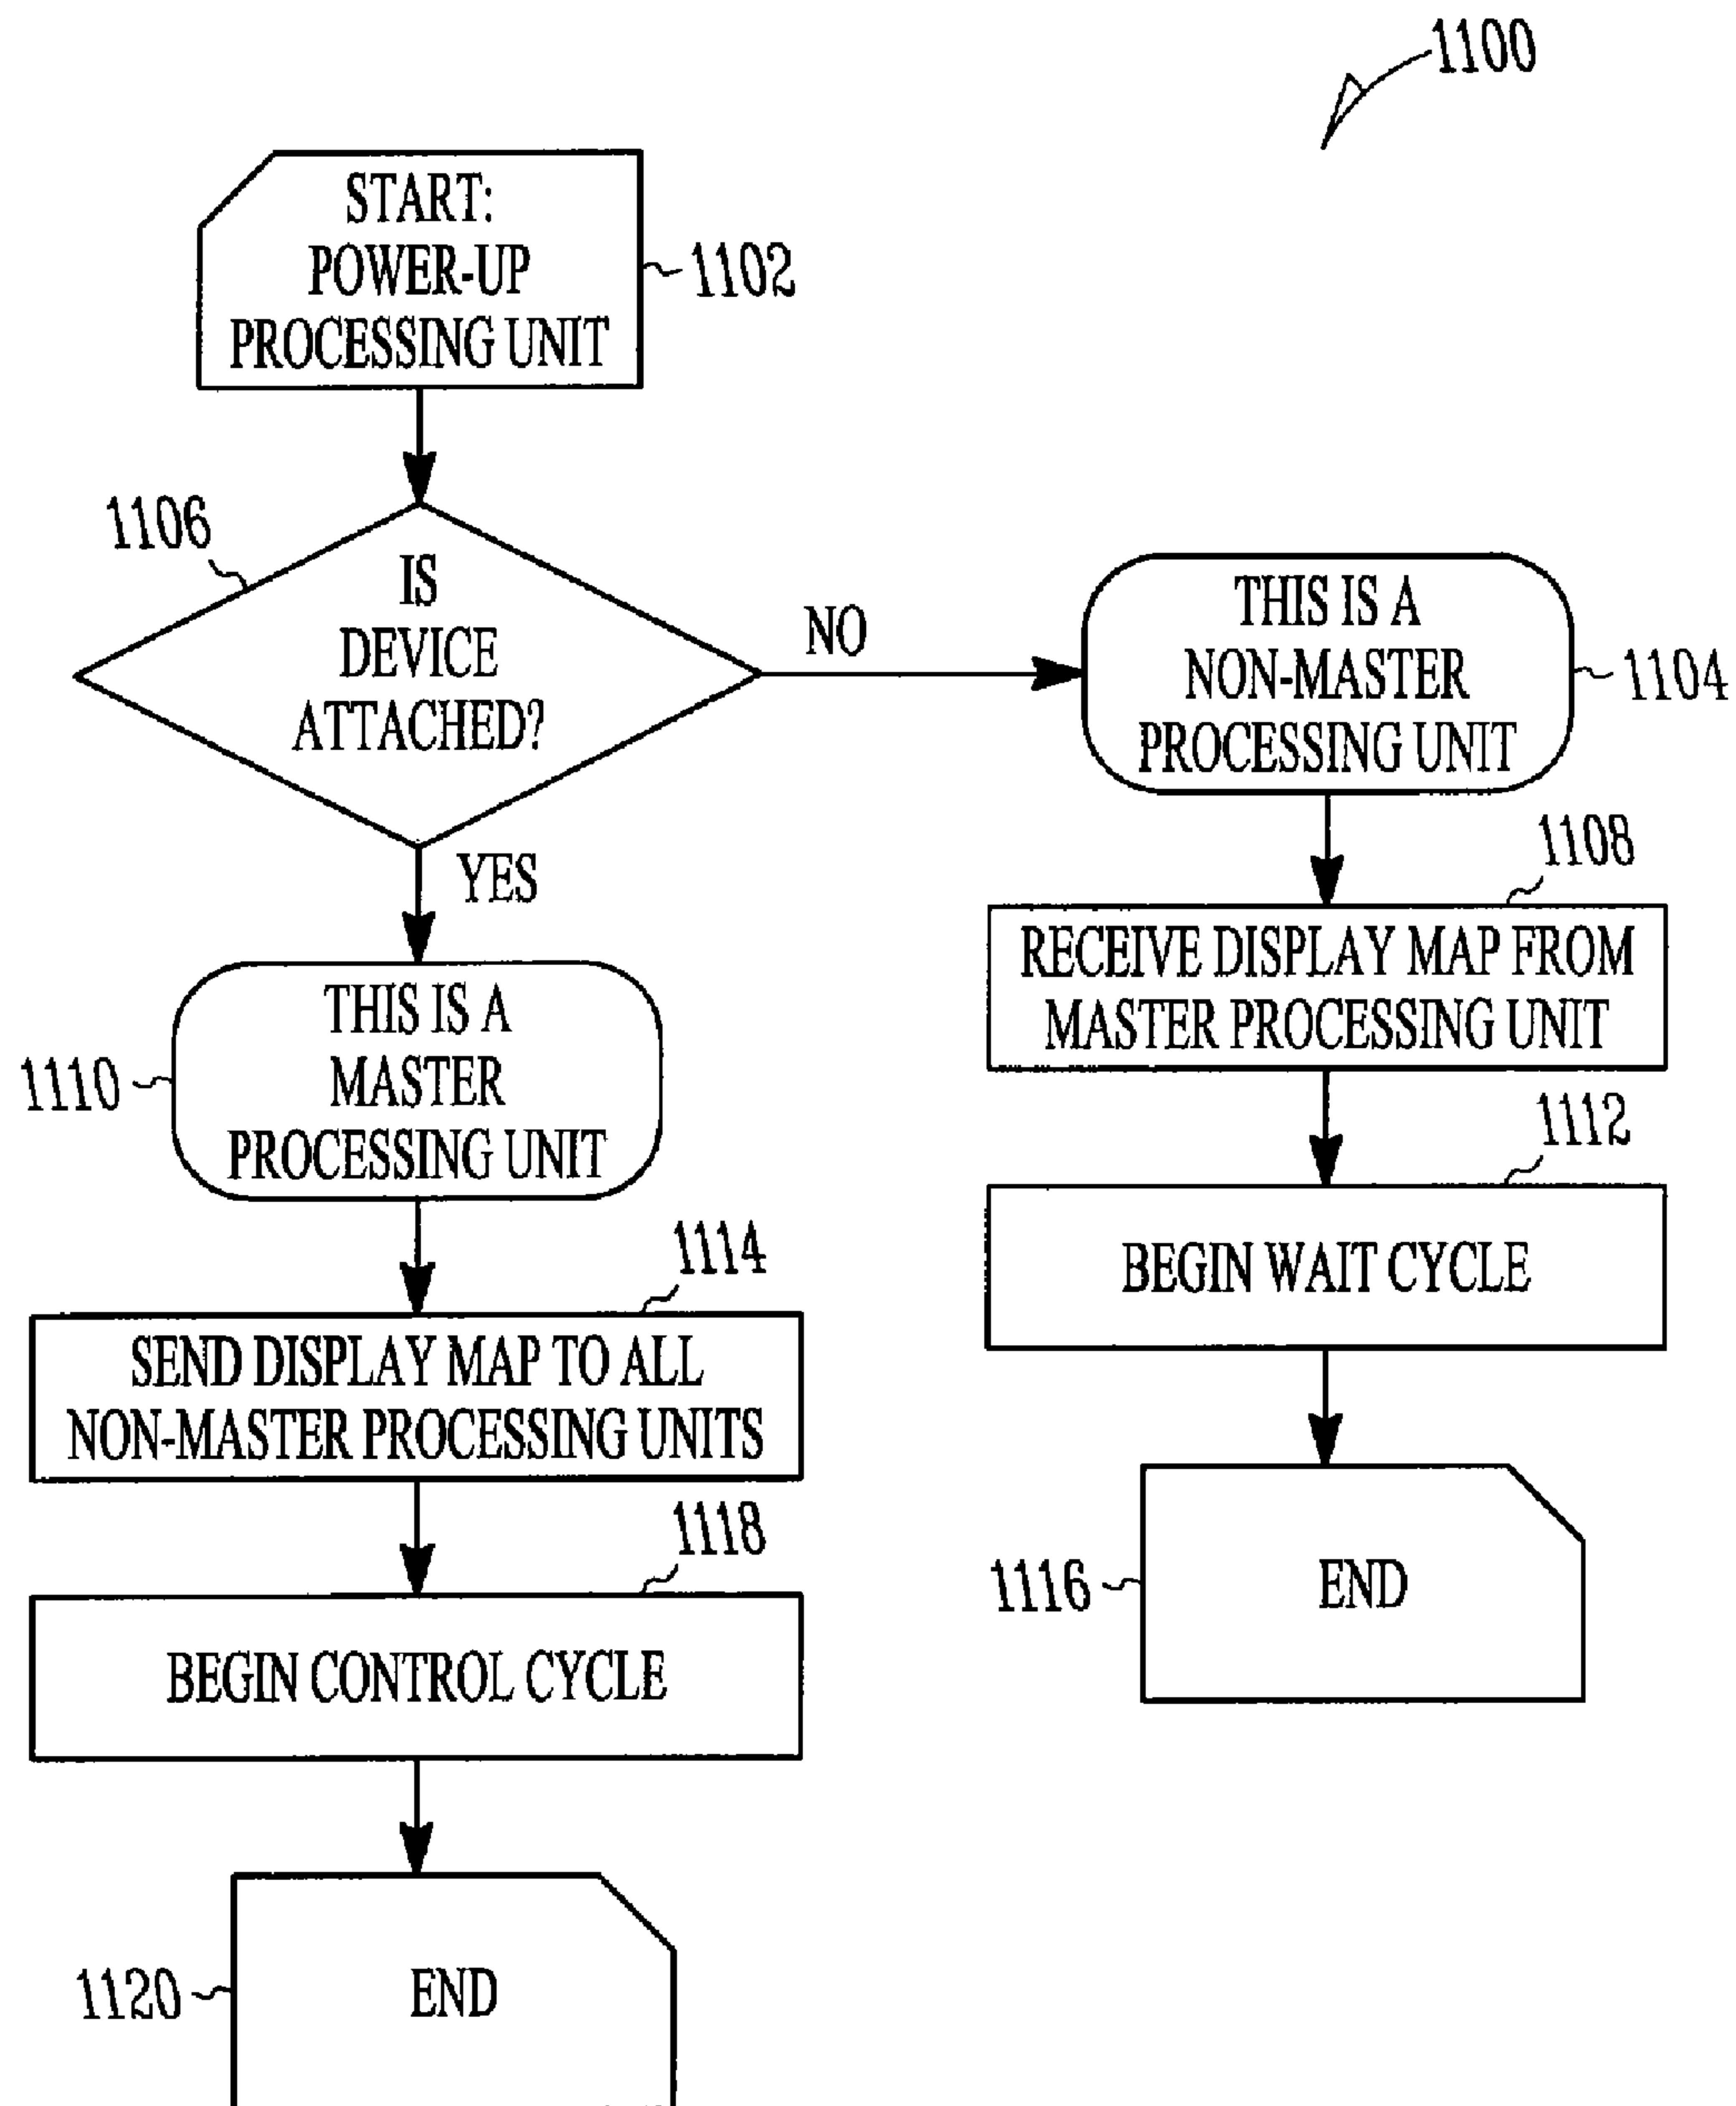 1100
START:
POWER-UP
PROCESSING UNIT
1102
1106
IS
DEVICE
ATTACHED?
NO
THIS IS A
NON-MASTER
PROCESSING UNIT
1104
YES
1108
RECEIVE DISPLAY MAP FROM
MASTER PROCESSING UNIT
THIS IS A
MASTER
PROCESSING UNIT
1110
1112
BEGIN WAIT CYCLE
1114
SEND DISPLAY MAP TO ALL
NON-MASTER PROCESSING UNITS
1116
END
1118
BEGIN CONTROL CYCLE
1120
END